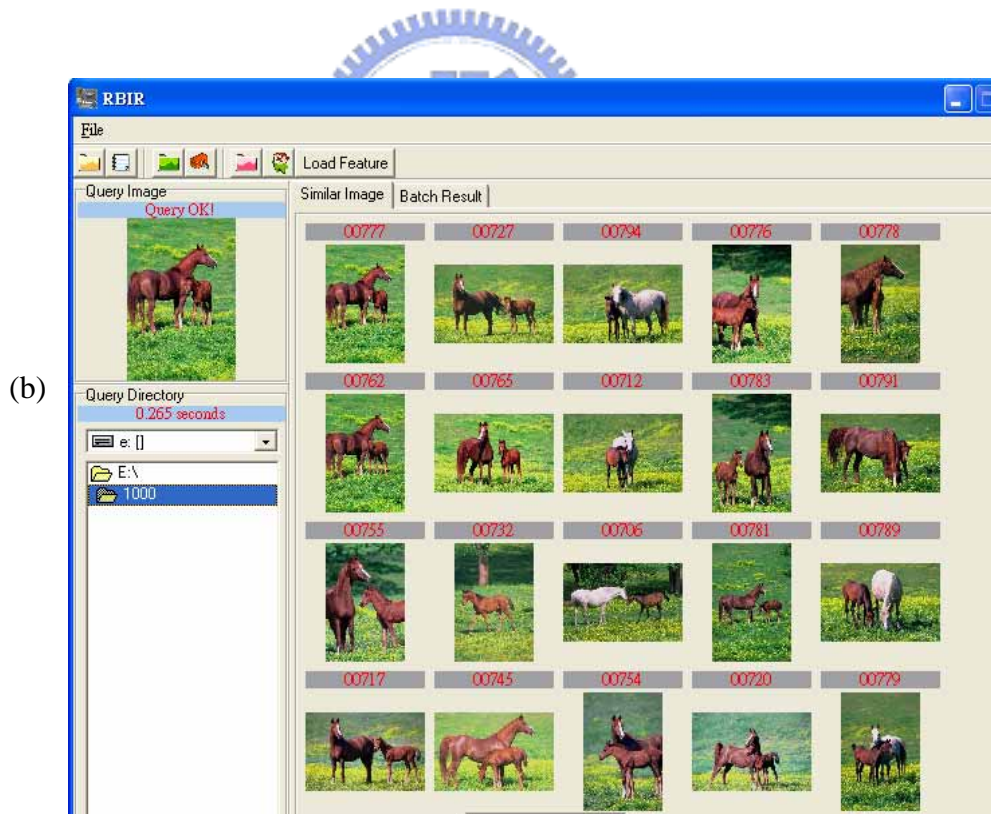 RBIR
File
Load Feature
Query Image
Query OK!
Similar Image
Batch Result
00777 00727 00794 00776 00778
00762 00765 00712 00783 00791
(b)
Query Directory
0.265 seconds
e: []
E:\
1000
00755 00732 00706 00781 00789
00717 00745 00754 00720 00779